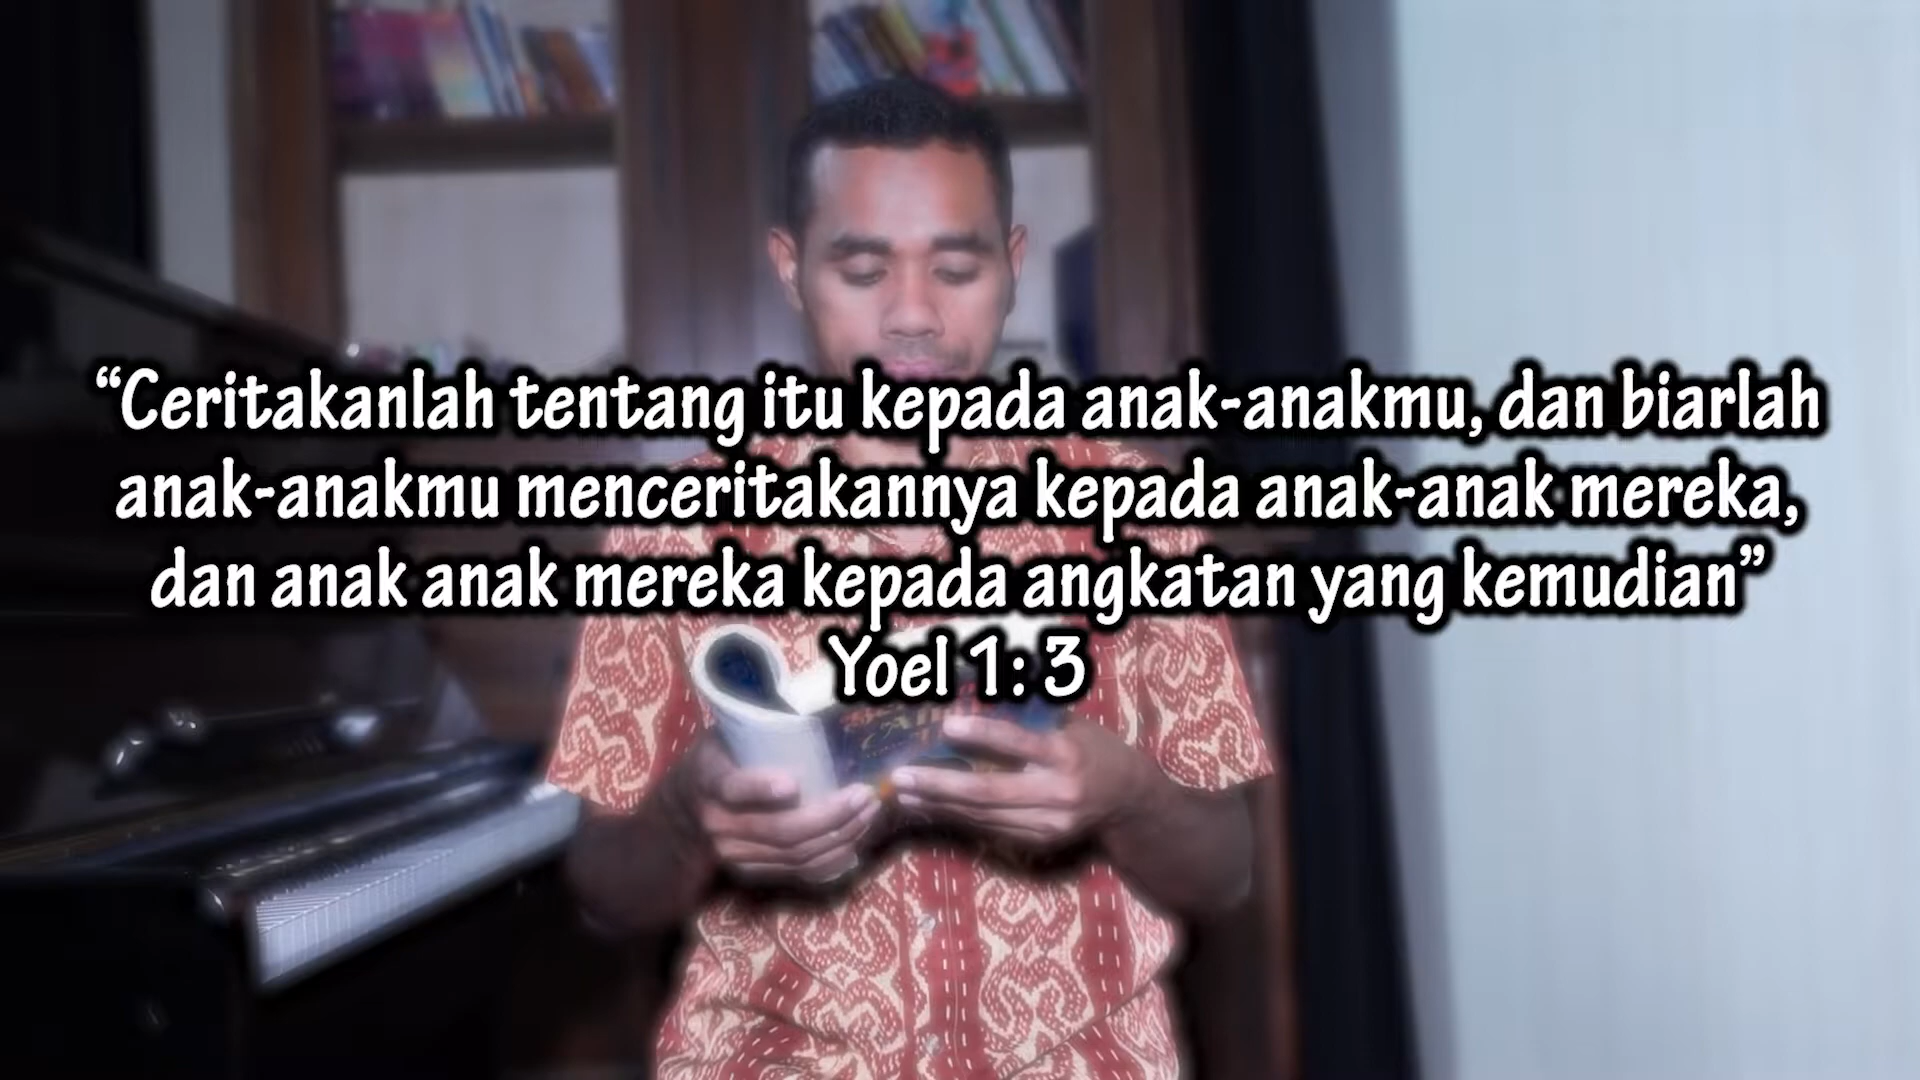 “Ceritakanlah tentang itu kepada anak-anakmu, dan biarlah
anak-anakmu menceritakannya kepada anak-anak mereka,
dan anak anak mereka kepada angkatan yang kemudian”
Yoel 1: 3